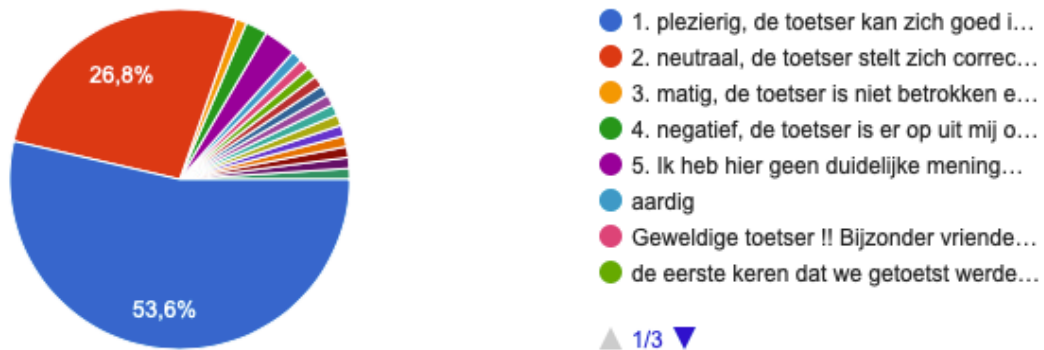 26,8%
53,6%
1. plezierig, de toetser kan zich goed i…
2. neutraal, de toetser stelt zich correc…
3. matig, de toetser is niet betrokken e…
4. negatief, de toetser is er op uit mij o…
5. Ik heb hier geen duidelijke mening…
aardig
Geweldige toetser !! Bijzonder vriende…
de eerste keren dat we getoetst werde…
1/3